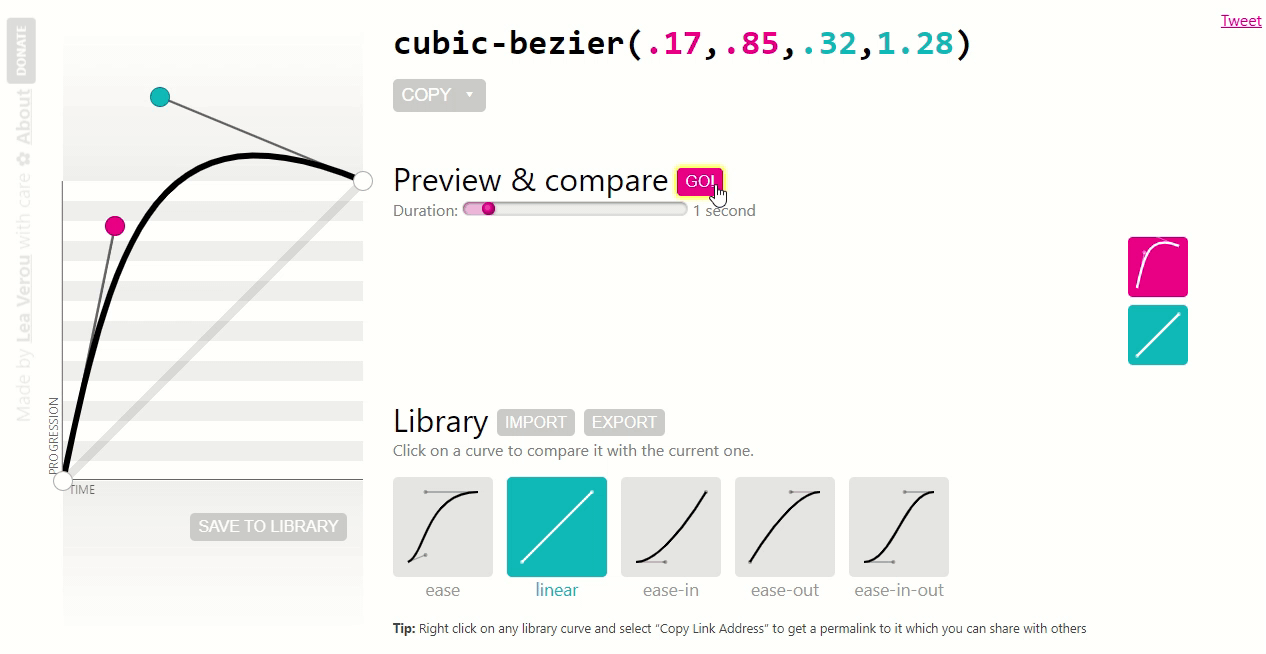 Tweet
cubic-bezier(.17,.85,.32,1.28)
COPY
Preview & compare GO!
Duration: 1 second
Library IMPORT EXPORT
Click on a curve to compare it with the current one.
ease linear ease-in ease-out ease-in-out
Tip: Right click on any library curve and select “Copy Link Address” to get a permalink to it which you can share with others
PROGRESSION
TIME
SAVE TO LIBRARY
Made by Lea Verou with care ✿ About DONATE